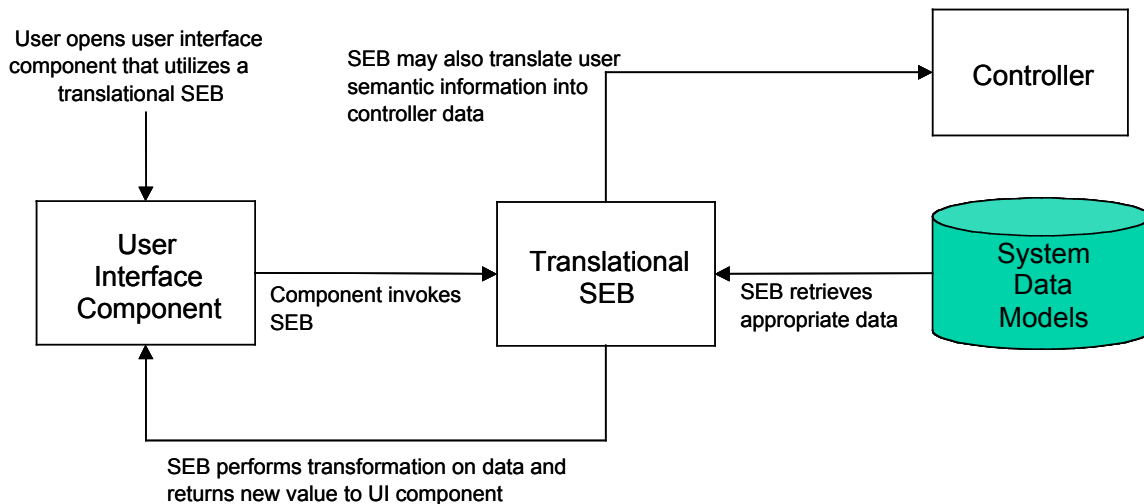 User opens user interface
component that utilizes a
translational SEB
SEB may also translate user
semantic information into
controller data
Controller
User
Interface
Component
Component invokes
SEB
Translational
SEB
SEB retrieves
appropriate data
System
Data
Models
SEB performs transformation on data and
returns new value to UI component